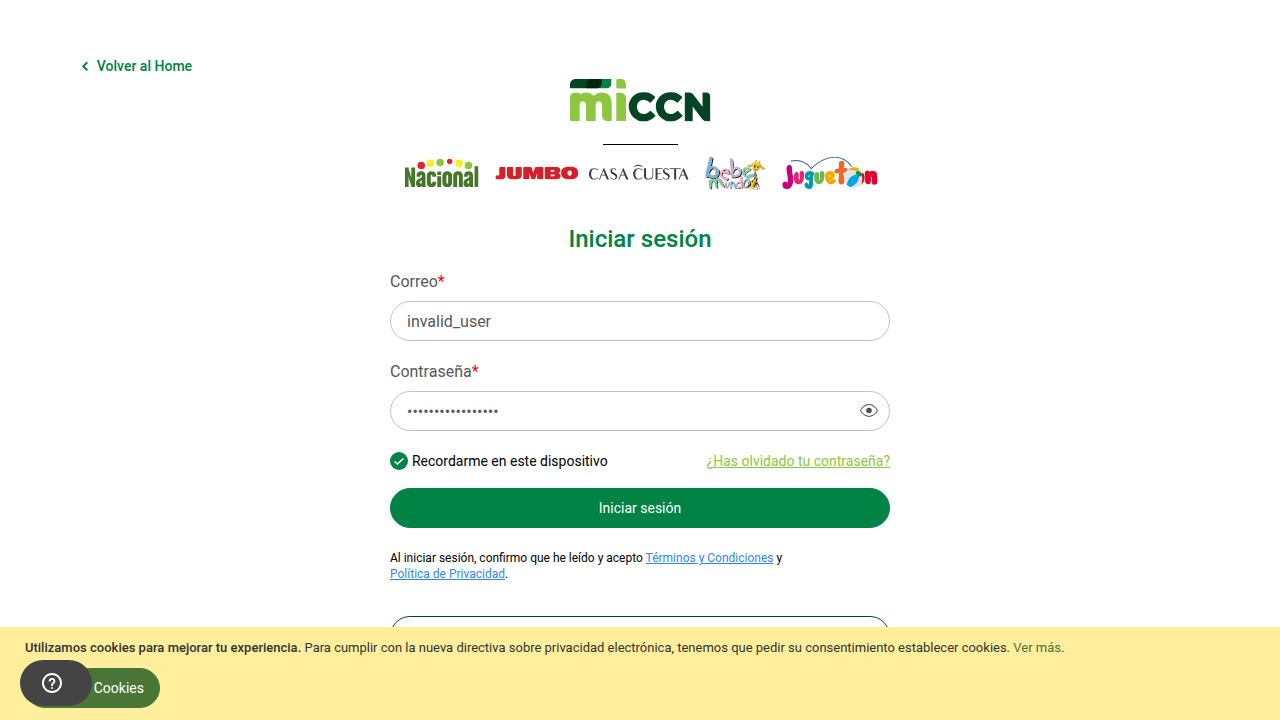 Volver al Home
miCCN
Nacional JUMBO CASA CUESTA bebe mundo Jugueton
Iniciar sesión
Correo*
invalid_user
Contraseña*
•••••••••••••••••
Recordarme en este dispositivo ¿Has olvidado tu contraseña?
Iniciar sesión
Al iniciar sesión, confirmo que he leído y acepto Términos y Condiciones y
Política de Privacidad.
Utilizamos cookies para mejorar tu experiencia. Para cumplir con la nueva directiva sobre privacidad electrónica, tenemos que pedir su consentimiento establecer cookies. Ver más.
Cookies